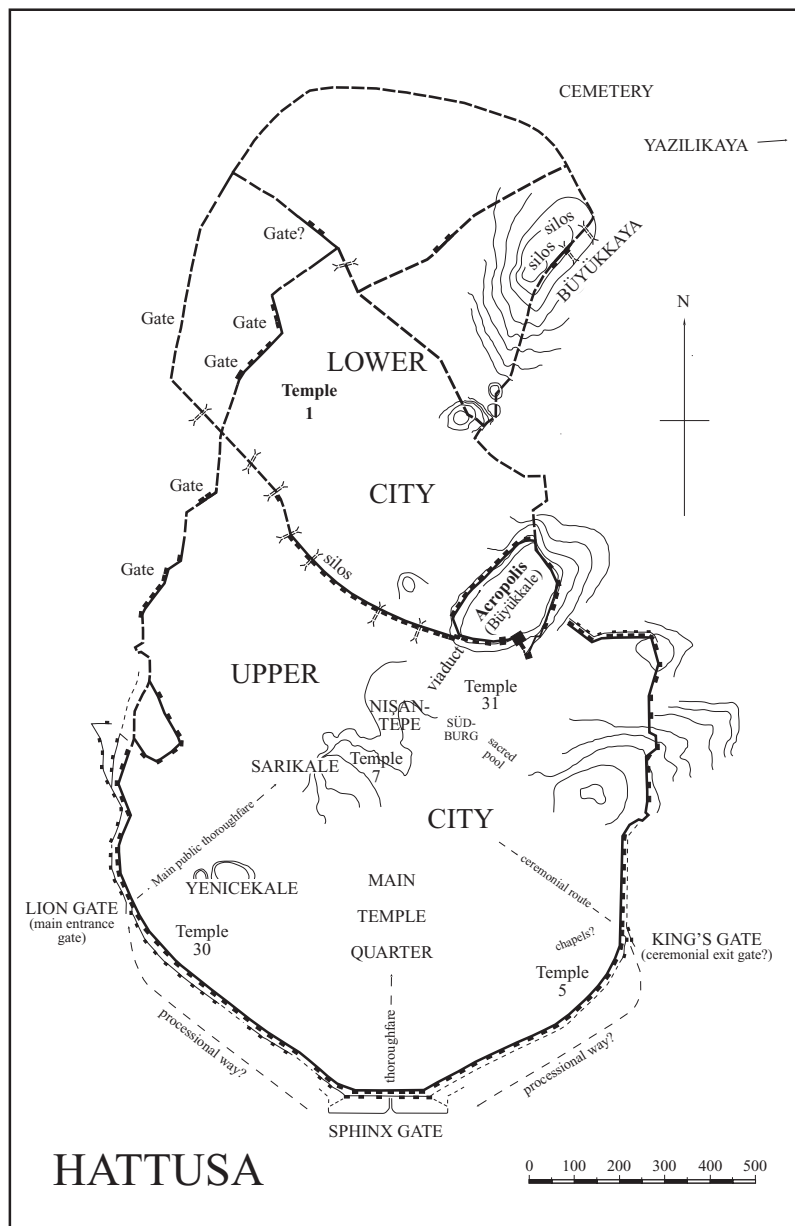 CEMETERY
YAZILIKAYA
silos
silos
BÜYÜKKAYA
Gate?
Gate
Gate
Gate
N
LOWER
Temple
1
CITY
Gate
silos
Gate
Acropolis
(Büyükkale)
viaduct
UPPER
Temple
31
NIŞAN-
TEPE
SÜD-
BURG
sacred
pool
SARIKALE
Temple
7
CITY
Main public thoroughfare
ceremonial route
YENICEKALE
MAIN
TEMPLE
QUARTER
LION GATE
(main entrance
gate)
Temple
30
chapels?
KING'S GATE
(ceremonial exit gate?)
Temple
5
thoroughfare
processional way?
processional way?
SPHINX GATE
HATTUSA
0 100 200 300 400 500